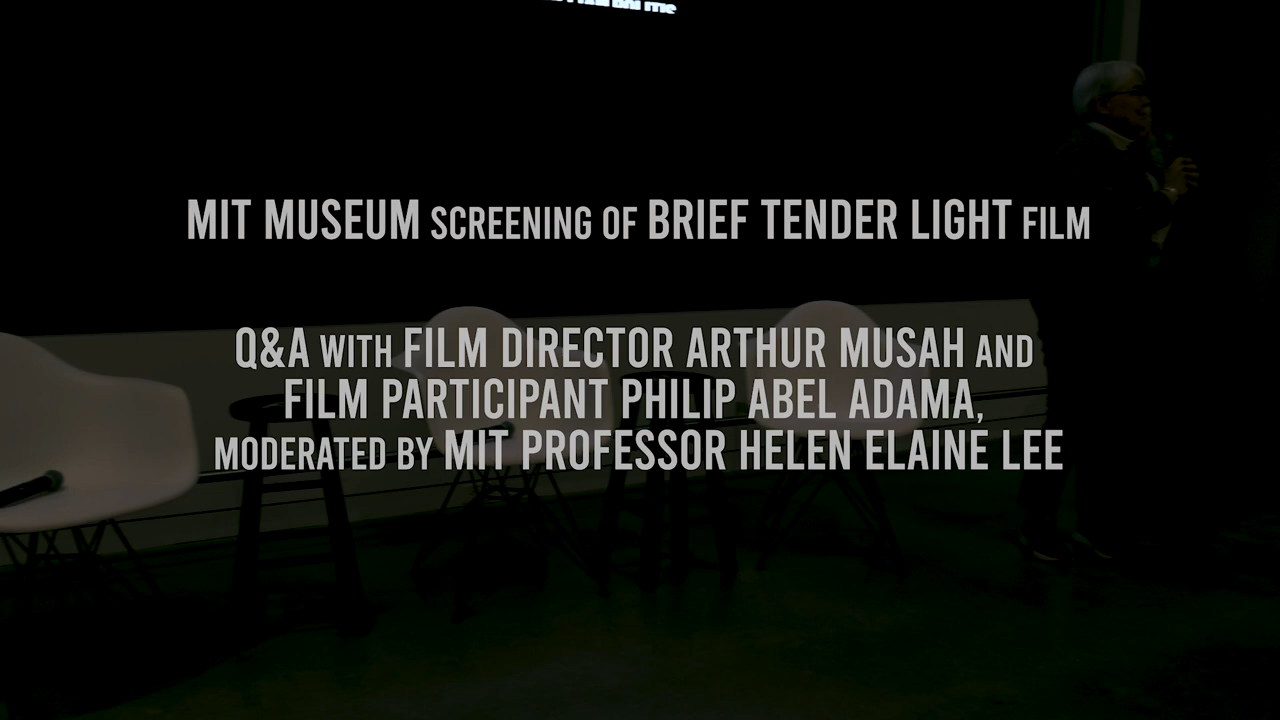 MIT MUSEUM SCREENING OF BRIEF TENDER LIGHT FILM
Q&A WITH FILM DIRECTOR ARTHUR MUSAH AND
FILM PARTICIPANT PHILIP ABEL ADAMA,
MODERATED BY MIT PROFESSOR HELEN ELAINE LEE